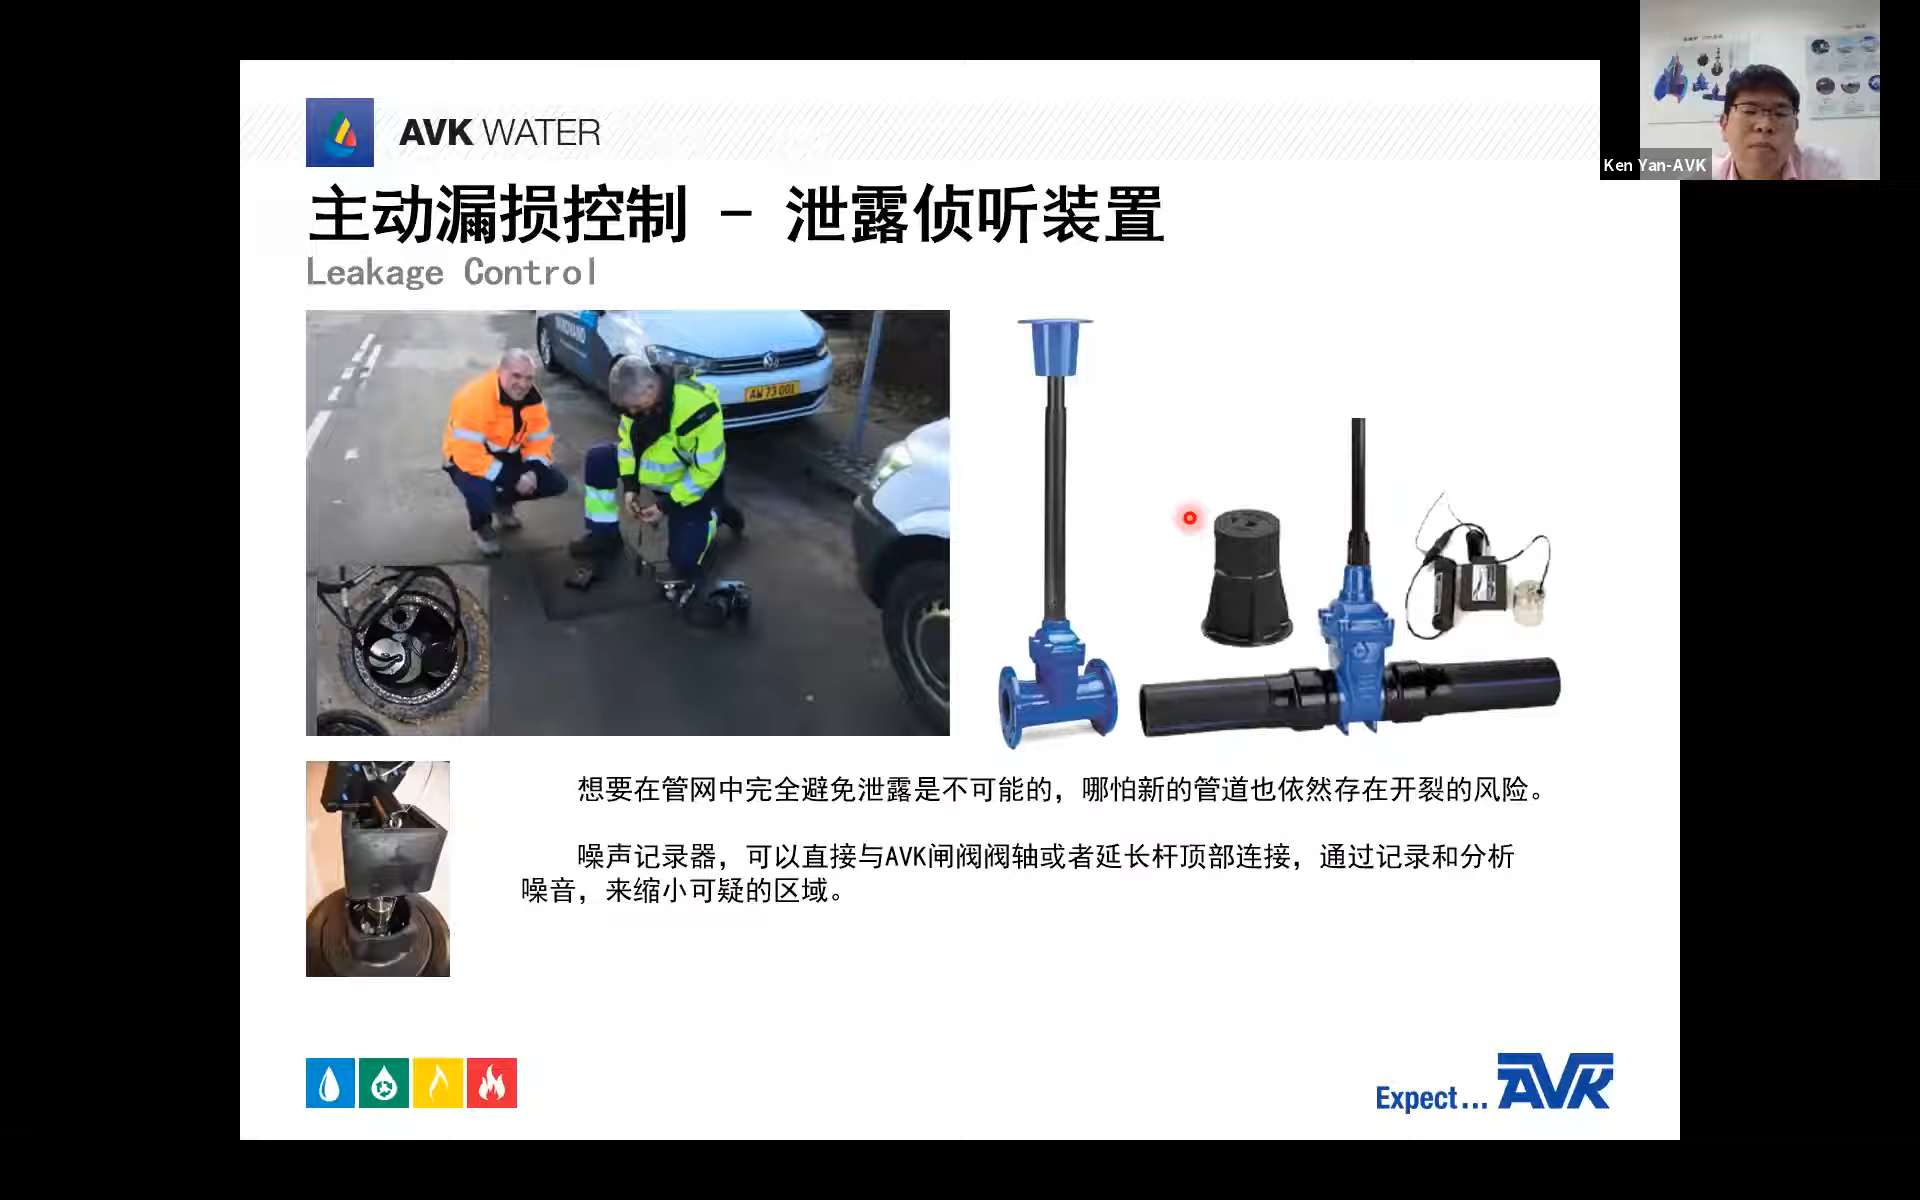 AVK WATER
主动漏损控制 - 泄露侦听装置
Leakage Control
Ken Yan-AVK
AW 73 001
想要在管网中完全避免泄露是不可能的，哪怕新的管道也依然存在开裂的风险。
噪声记录器，可以直接与AVK闸阀阀轴或者延长杆顶部连接，通过记录和分析
噪音，来缩小可疑的区域。
Expect... AVK